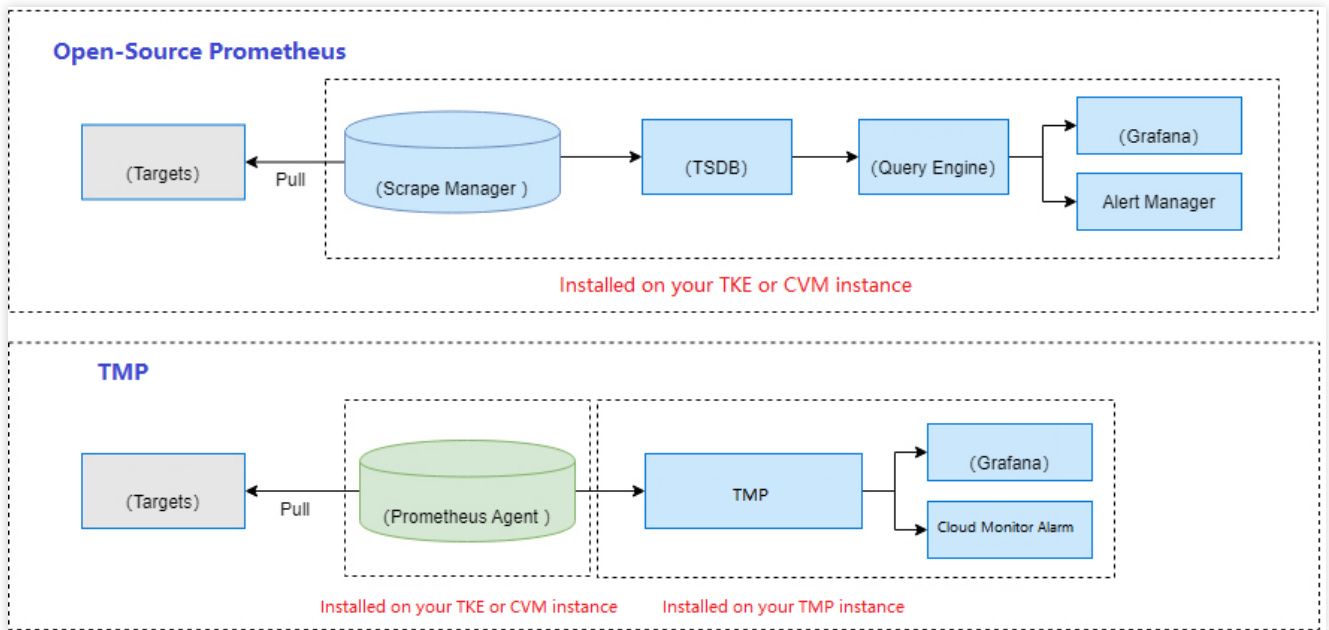 Open-Source Prometheus
(Targets)
Pull
(Scrape Manager )
(TSDB)
(Query Engine)
(Grafana)
Alert Manager
Installed on your TKE or CVM instance
TMP
(Targets)
Pull
(Prometheus Agent )
TMP
(Grafana)
Cloud Monitor Alarm
Installed on your TKE or CVM instance
Installed on your TMP instance